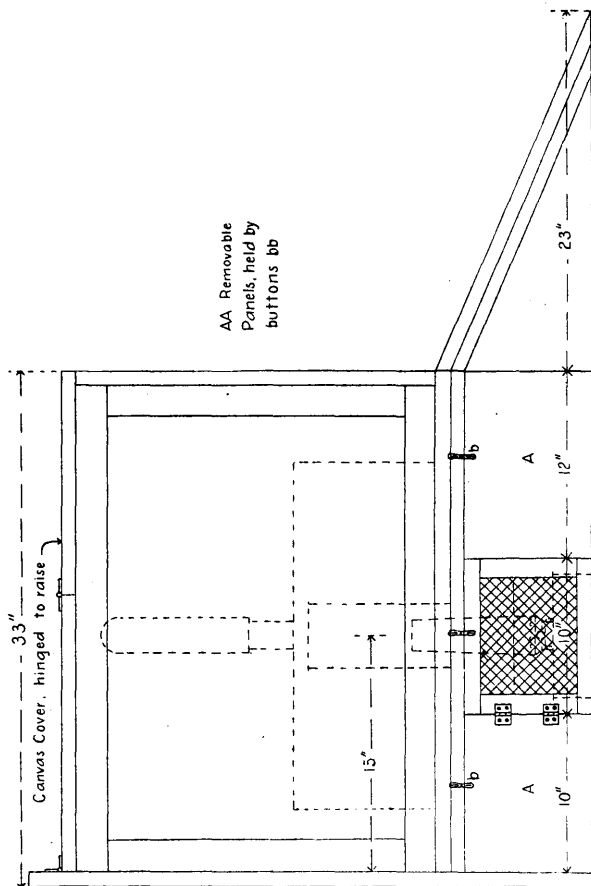 33"
Canvas Cover, hinged to raise
AA Removable
Panels, held by
buttons bb
23"
15"
b
b
A
12"
10"
b
A
10"